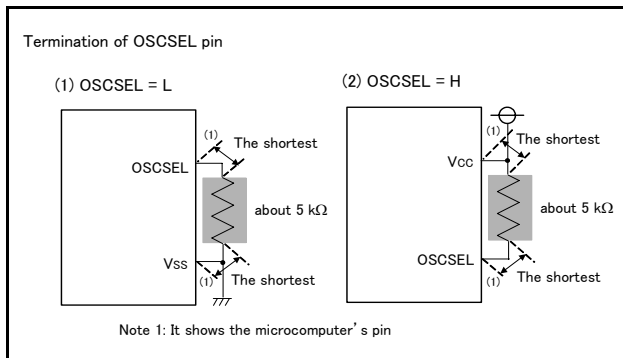 Termination of OSCSEL pin
(1) OSCSEL = L
(1)
The shortest
OSCSEL
about 5 kΩ
Vss
(1)
The shortest
(2) OSCSEL = H
(1)
The shortest
Vcc
about 5 kΩ
OSCSEL
(1)
The shortest
Note 1: It shows the microcomputer's pin